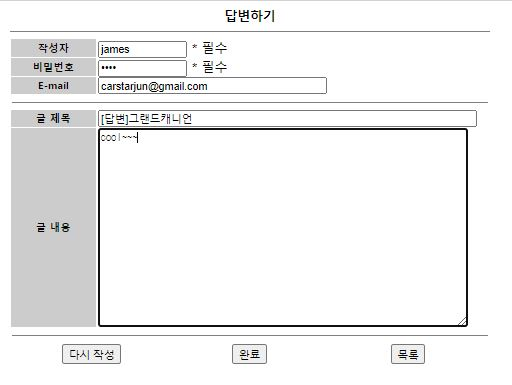 답변하기
작성자 james * 필수
비밀번호 •••• * 필수
E-mail carstarjun@gmail.com
글 제목 [답변]그랜드캐니언
글 내용 cool~~~
다시 작성 완료 목록